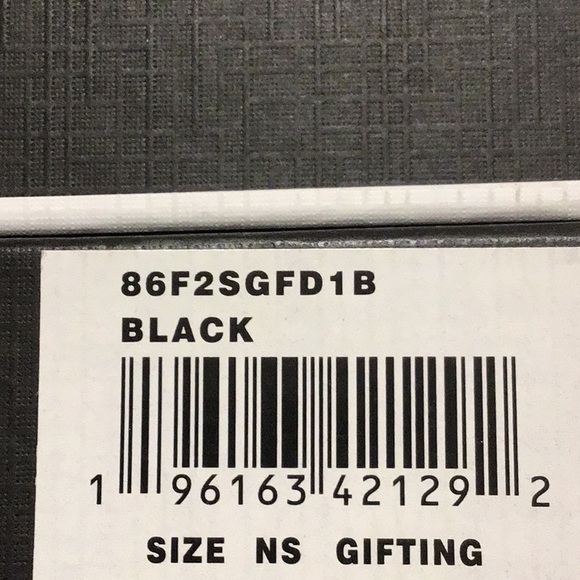 86F2SGFD1B
BLACK
1 96163 42129 2
SIZE NS GIFTING